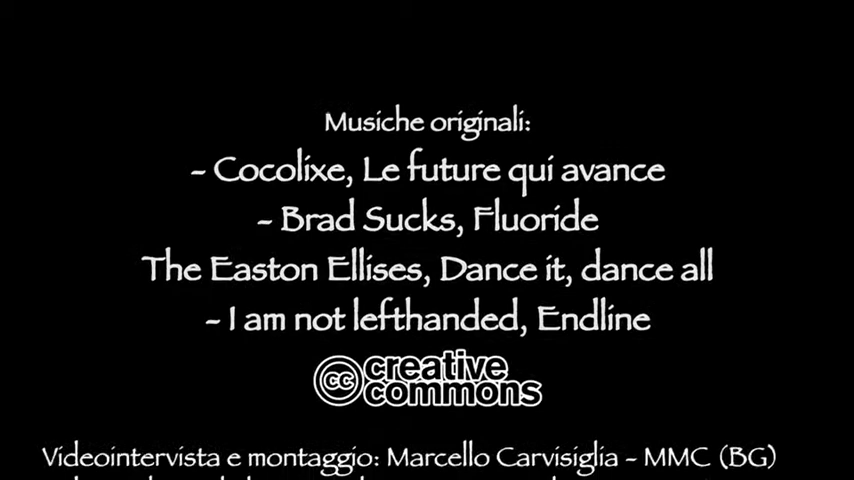 Musiche originali:
- Cocolixe, Le future qui avance
- Brad Sucks, Fluoride
The Easton Ellises, Dance it, dance all
- I am not lefthanded, Endline
cc creative
commons
Videointervista e montaggio: Marcello Carvisiglia - MMC (BG)